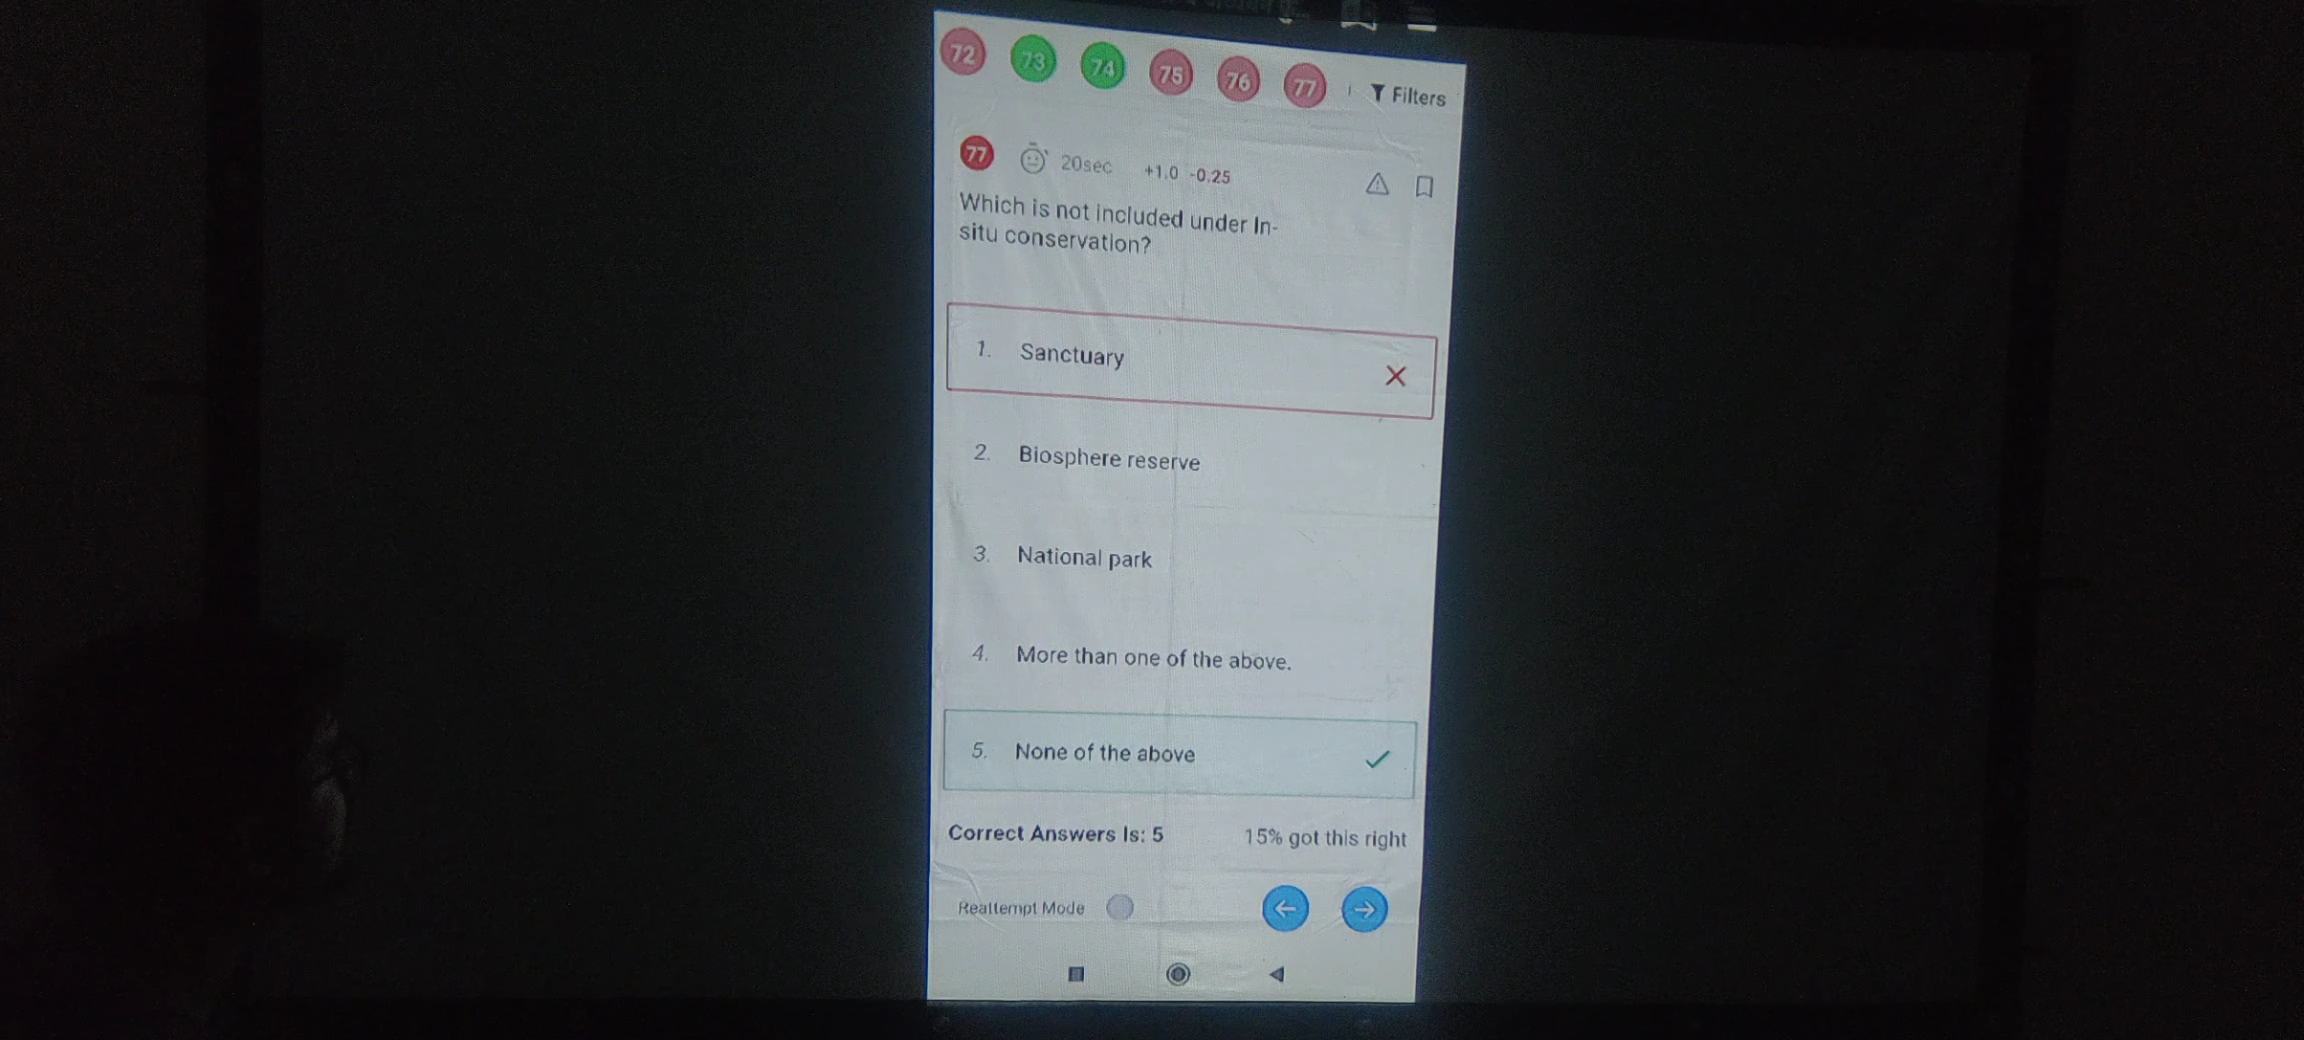 72 73 74 75 76 77 Filters
77 20sec +1.0 -0.25
Which is not included under In-
situ conservation?
1. Sanctuary
2. Biosphere reserve
3. National park
4. More than one of the above.
5. None of the above
Correct Answers Is: 5 15% got this right
Reattempt Mode